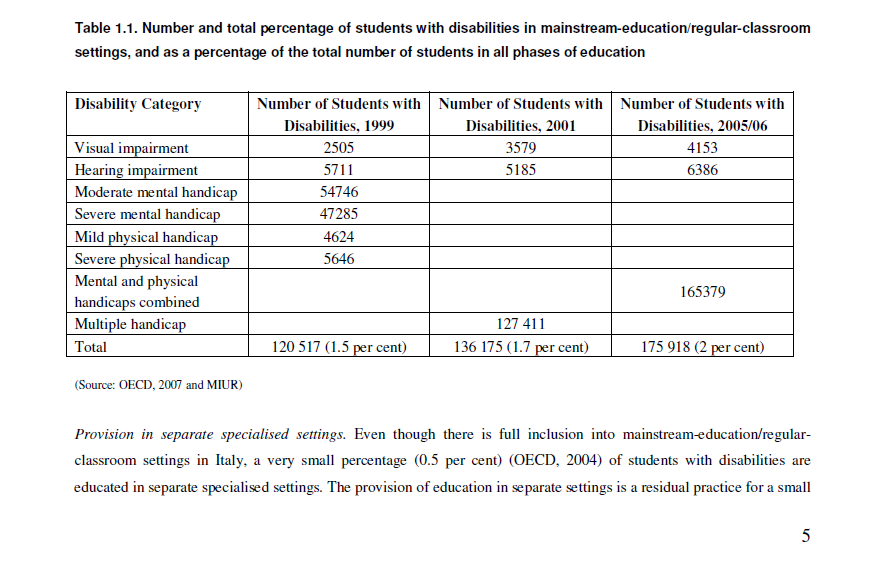 Table 1.1. Number and total percentage of students with disabilities in mainstream-education/regular-classroom
settings, and as a percentage of the total number of students in all phases of education
Disability Category Number of Students with Disabilities, 1999 Number of Students with Disabilities, 2001 Number of Students with Disabilities, 2005/06
Visual impairment 2505 3579 4153
Hearing impairment 5711 5185 6386
Moderate mental handicap 54746
Severe mental handicap 47285
Mild physical handicap 4624
Severe physical handicap 5646
Mental and physical handicaps combined 165379
Multiple handicap 127 411
Total 120 517 (1.5 per cent) 136 175 (1.7 per cent) 175 918 (2 per cent)
(Source: OECD, 2007 and MIUR)
Provision in separate specialised settings. Even though there is full inclusion into mainstream-education/regular-
classroom settings in Italy, a very small percentage (0.5 per cent) (OECD, 2004) of students with disabilities are
educated in separate specialised settings. The provision of education in separate settings is a residual practice for a small
5